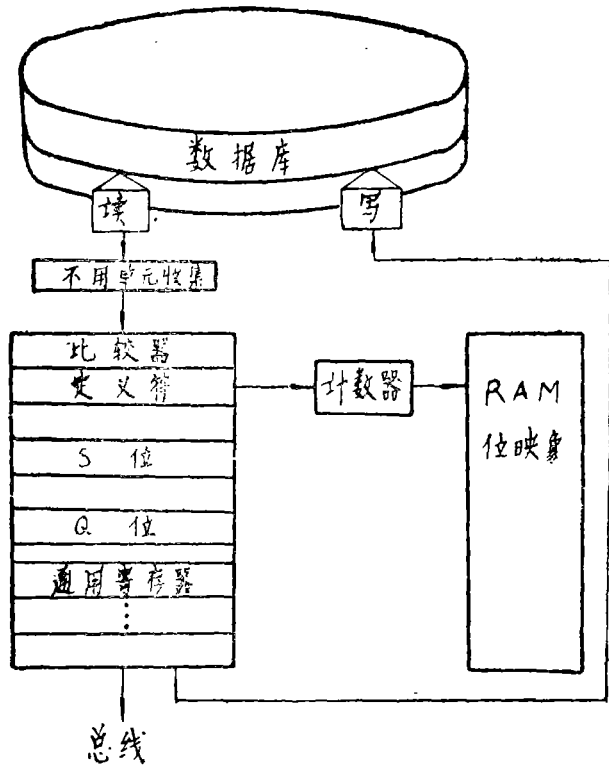 数据库
读
写
不用单元收集
比较器
定义符
计数器
RAM
位映象
S 位
Q 位
通用寄存器
总线